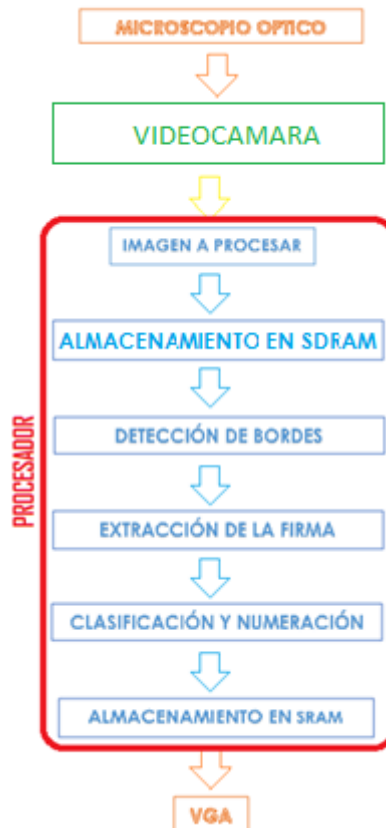 MICROSCOPIO OPTICO
VIDEOCAMARA
IMAGEN A PROCESAR
ALMACENAMIENTO EN SDRAM
DETECCIÓN DE BORDES
PROCESADOR
EXTRACCIÓN DE LA FIRMA
CLASIFICACIÓN Y NUMERACIÓN
ALMACENAMIENTO EN SRAM
VGA